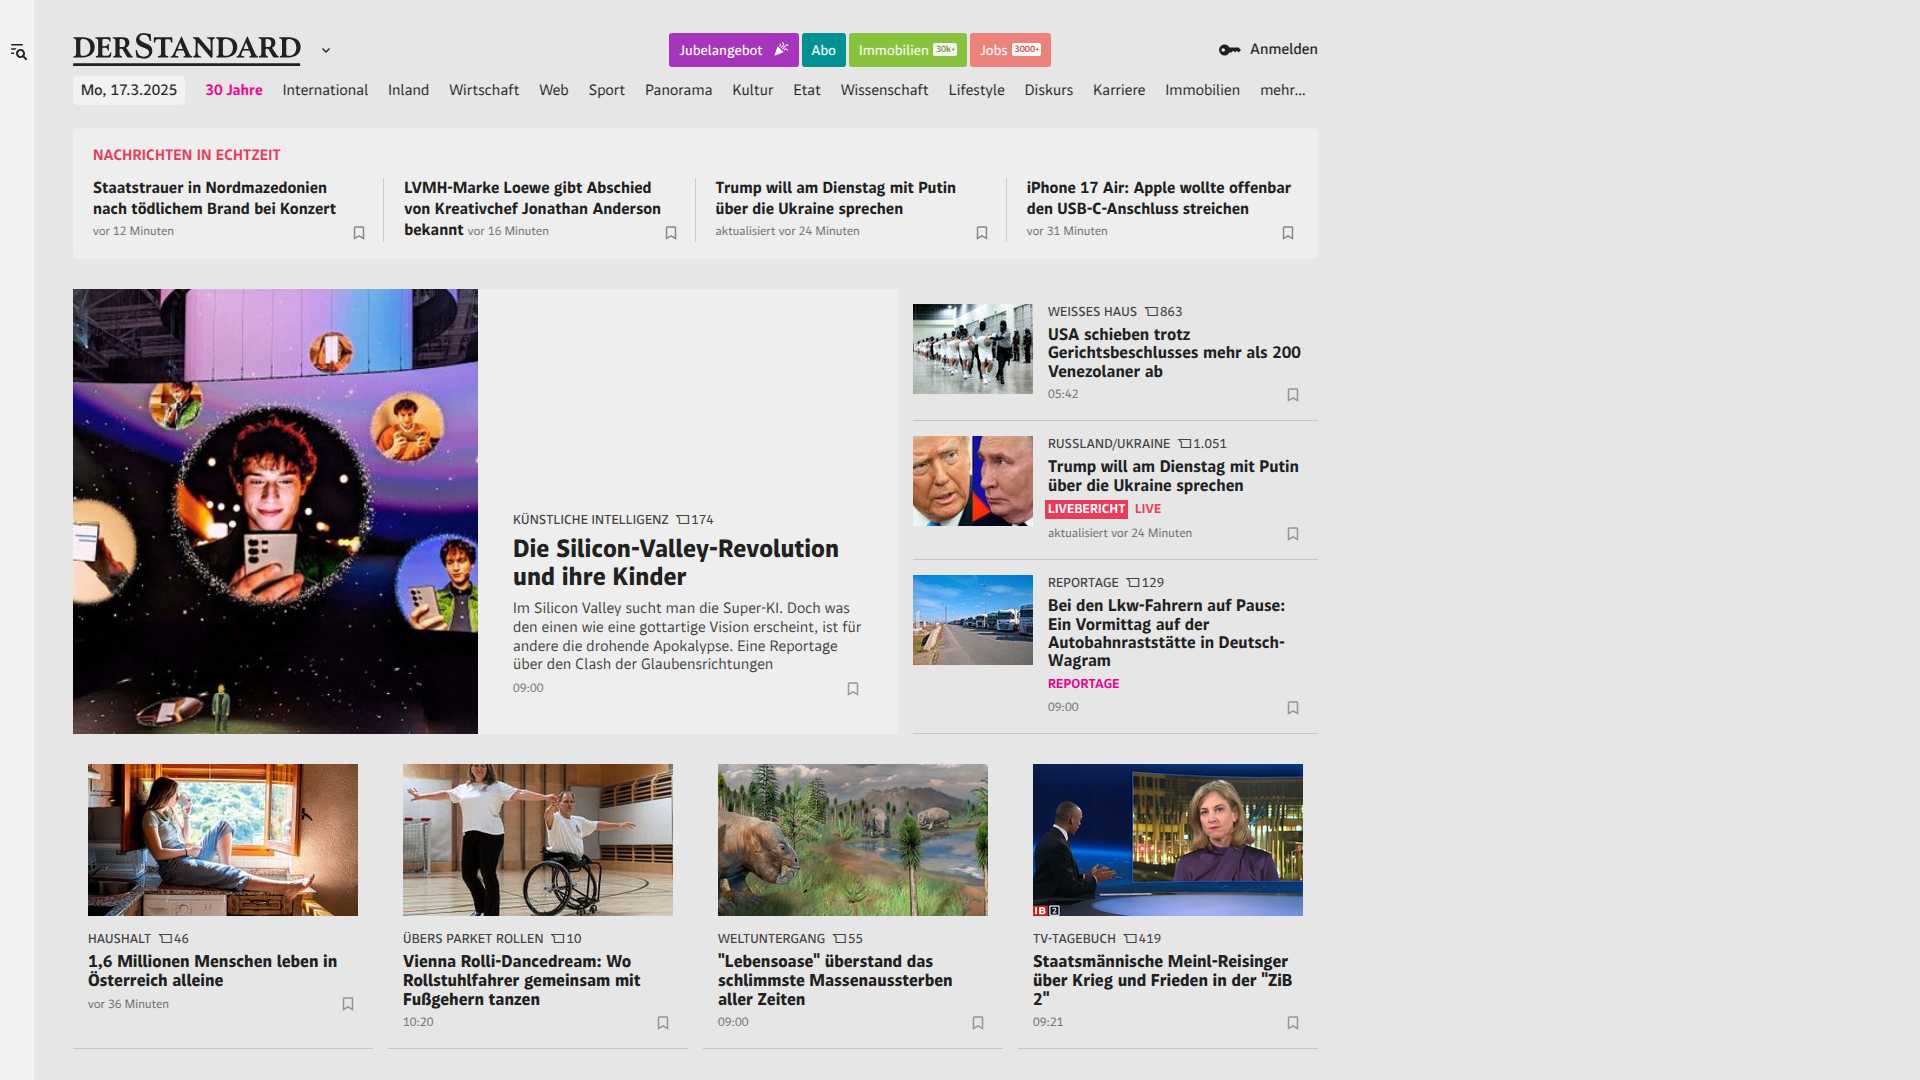 DERSTANDARD
Jubelangebot
Abo
Immobilien 30k+
Jobs 3000+
Anmelden
Mo, 17.3.2025
30 Jahre
International
Inland
Wirtschaft
Web
Sport
Panorama
Kultur
Etat
Wissenschaft
Lifestyle
Diskurs
Karriere
Immobilien
mehr...
NACHRICHTEN IN ECHTZEIT
Staatstrauer in Nordmazedonien
nach tödlichem Brand bei Konzert
vor 12 Minuten
LVMH-Marke Loewe gibt Abschied
von Kreativchef Jonathan Anderson
bekannt vor 16 Minuten
Trump will am Dienstag mit Putin
über die Ukraine sprechen
aktualisiert vor 24 Minuten
iPhone 17 Air: Apple wollte offenbar
den USB-C-Anschluss streichen
vor 31 Minuten
KÜNSTLICHE INTELLIGENZ 174
Die Silicon-Valley-Revolution
und ihre Kinder
Im Silicon Valley sucht man die Super-KI. Doch was
den einen wie eine gottartige Vision erscheint, ist für
andere die drohende Apokalypse. Eine Reportage
über den Clash der Glaubensrichtungen
09:00
WEISSES HAUS 863
USA schieben trotz
Gerichtsbeschlusses mehr als 200
Venezolaner ab
05:42
RUSSLAND/UKRAINE 1.051
Trump will am Dienstag mit Putin
über die Ukraine sprechen
LIVEBERICHT LIVE
aktualisiert vor 24 Minuten
REPORTAGE 129
Bei den Lkw-Fahrern auf Pause:
Ein Vormittag auf der
Autobahnraststätte in Deutsch-
Wagram
REPORTAGE
09:00
HAUSHALT 46
1,6 Millionen Menschen leben in
Österreich alleine
vor 36 Minuten
ÜBERS PARKET ROLLEN 10
Vienna Rolli-Dancedream: Wo
Rollstuhlfahrer gemeinsam mit
Fußgehern tanzen
10:20
WELTUNTERGANG 55
"Lebensoase" überstand das
schlimmste Massenaussterben
aller Zeiten
09:00
IB 2
TV-TAGEBUCH 419
Staatsmännische Meinl-Reisinger
über Krieg und Frieden in der "ZiB
2"
09:21